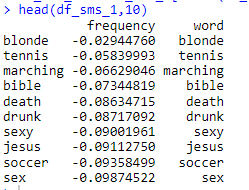 > head(df_sms_1,10)
frequency word
blonde -0.02944760 blonde
tennis -0.05839993 tennis
marching -0.06629046 marching
bible -0.07344819 bible
death -0.08634715 death
drunk -0.08717092 drunk
sexy -0.09001961 sexy
jesus -0.09112750 jesus
soccer -0.09358499 soccer
sex -0.09874522 sex